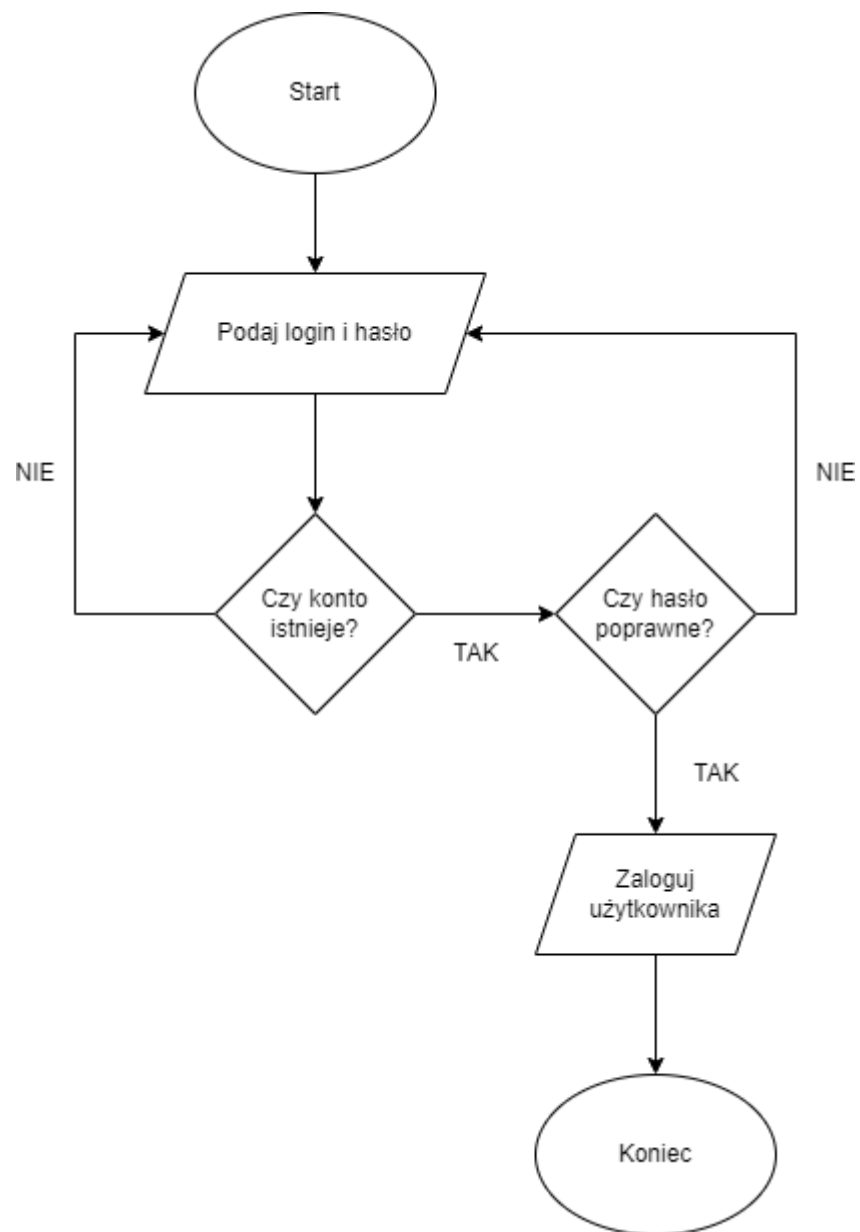 Start
Podaj login i hasło
NIE
NIE
Czy konto
istnieje?
TAK
Czy hasło
poprawne?
TAK
Zaloguj
użytkownika
Koniec